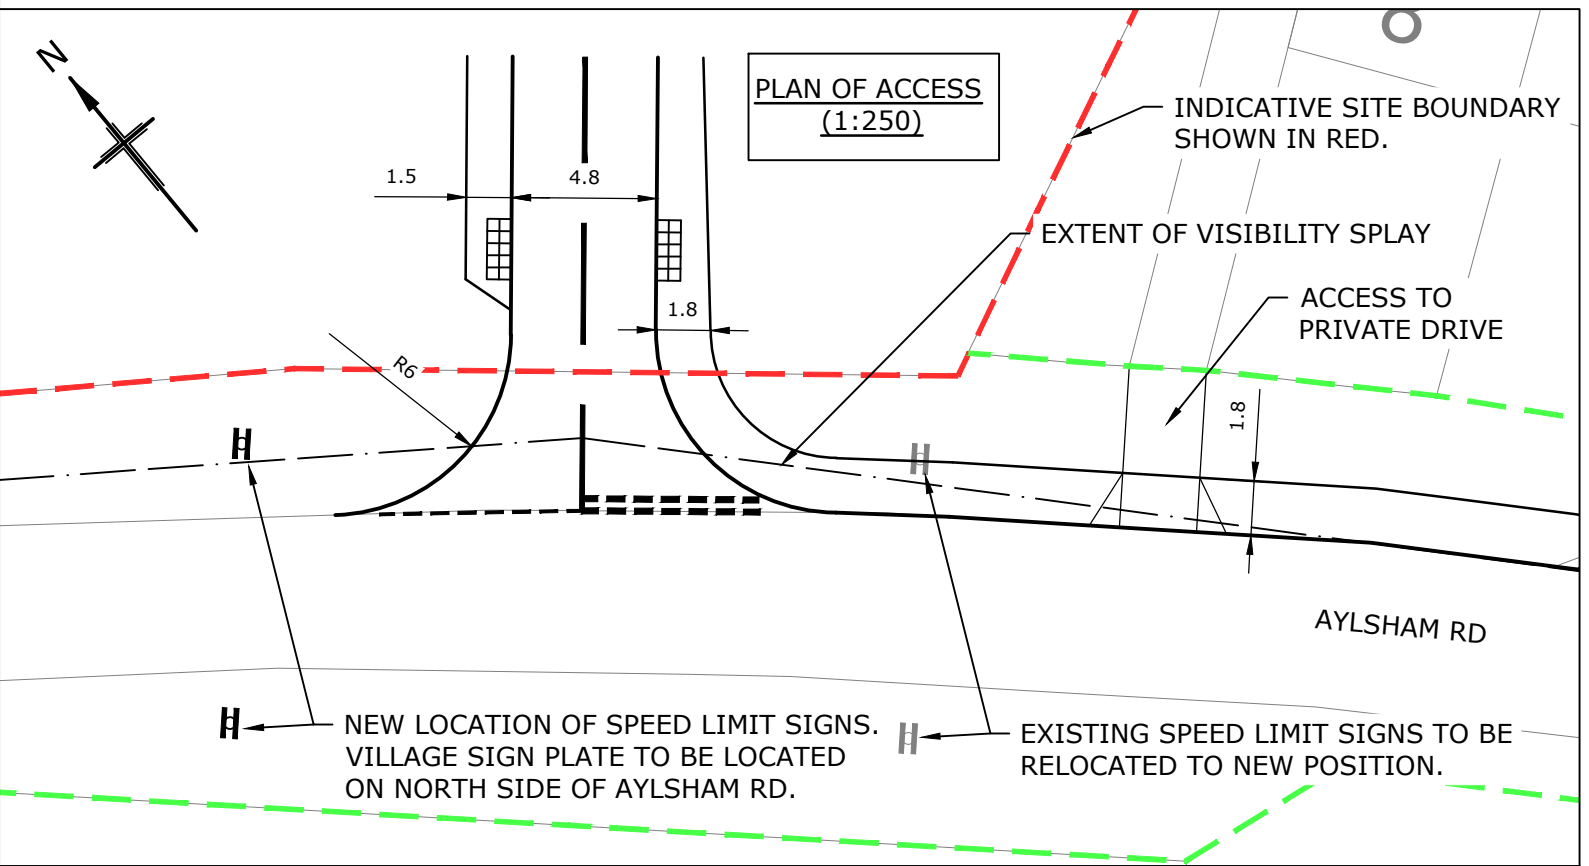 N
PLAN OF ACCESS
(1:250)
INDICATIVE SITE BOUNDARY
SHOWN IN RED.
1.5
4.8
EXTENT OF VISIBILITY SPLAY
ACCESS TO
PRIVATE DRIVE
1.8
R6
1.8
AYLSHAM RD
NEW LOCATION OF SPEED LIMIT SIGNS.
VILLAGE SIGN PLATE TO BE LOCATED
ON NORTH SIDE OF AYLSHAM RD.
EXISTING SPEED LIMIT SIGNS TO BE
RELOCATED TO NEW POSITION.